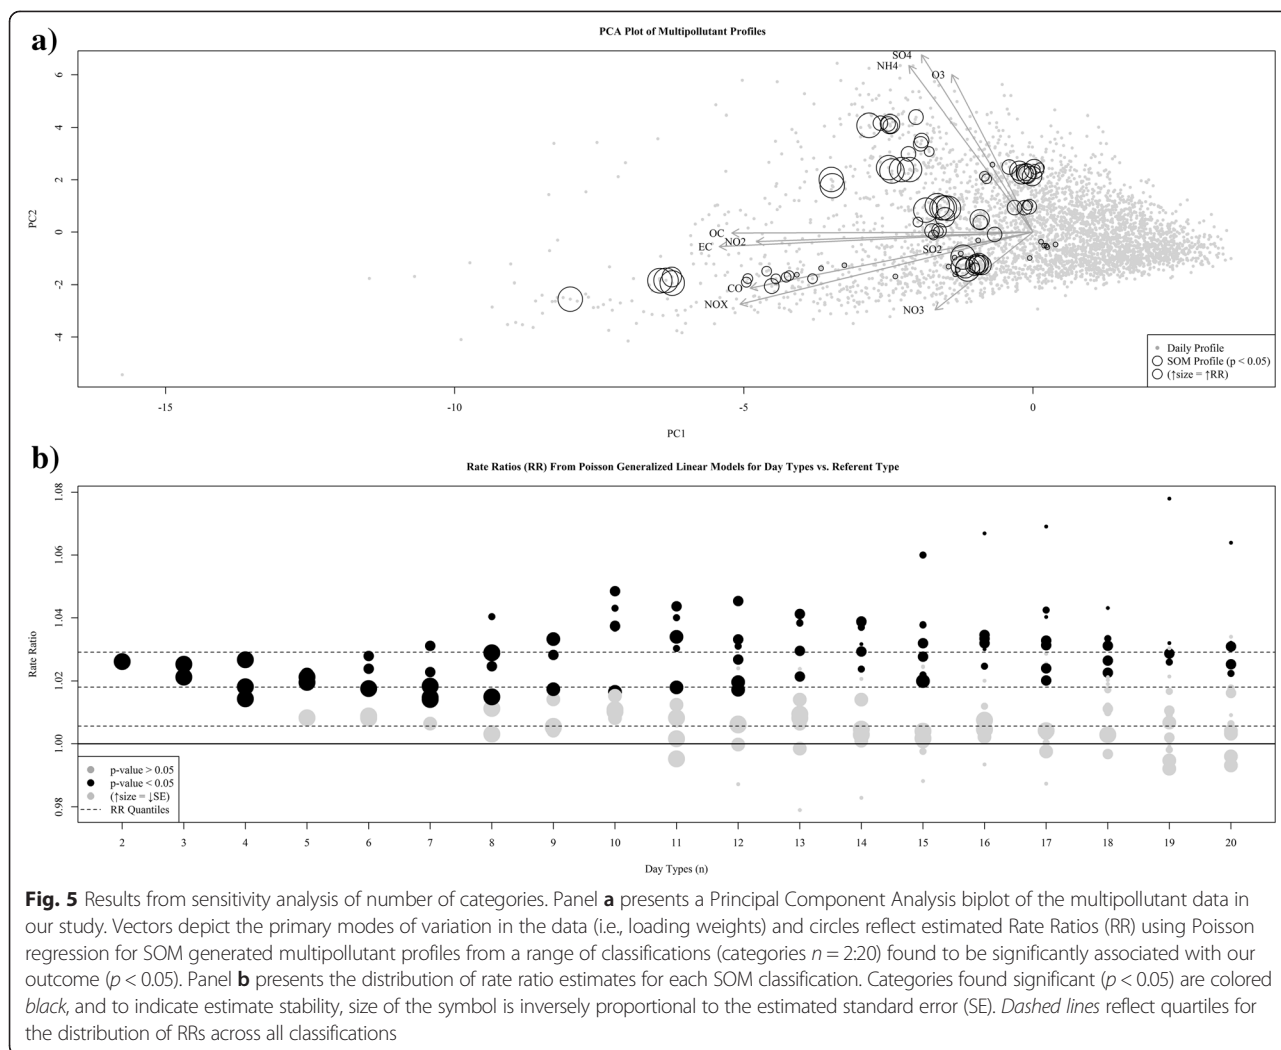 a)
PCA Plot of Multipollutant Profiles
SO4
NH4
O3
OC
NO2
EC
SO2
CO
NOX
NO3
PC2
6
4
2
0
-2
-4
Daily Profile
SOM Profile (p < 0.05)
(↑size = ↑RR)
-15
-10
-5
0
PC1
b)
Rate Ratios (RR) From Poisson Generalized Linear Models for Day Types vs. Referent Type
Rate Ratio
1.08
1.06
1.04
1.02
1.00
0.98
p-value > 0.05
p-value < 0.05
(↑size = ↓SE)
RR Quantiles
2 3 4 5 6 7 8 9 10 11 12 13 14 15 16 17 18 19 20
Day Types (n)
Fig. 5 Results from sensitivity analysis of number of categories. Panel a presents a Principal Component Analysis biplot of the multipollutant data in
our study. Vectors depict the primary modes of variation in the data (i.e., loading weights) and circles reflect estimated Rate Ratios (RR) using Poisson
regression for SOM generated multipollutant profiles from a range of classifications (categories n = 2:20) found to be significantly associated with our
outcome (p < 0.05). Panel b presents the distribution of rate ratio estimates for each SOM classification. Categories found significant (p < 0.05) are colored
black, and to indicate estimate stability, size of the symbol is inversely proportional to the estimated standard error (SE). Dashed lines reflect quartiles for
the distribution of RRs across all classifications